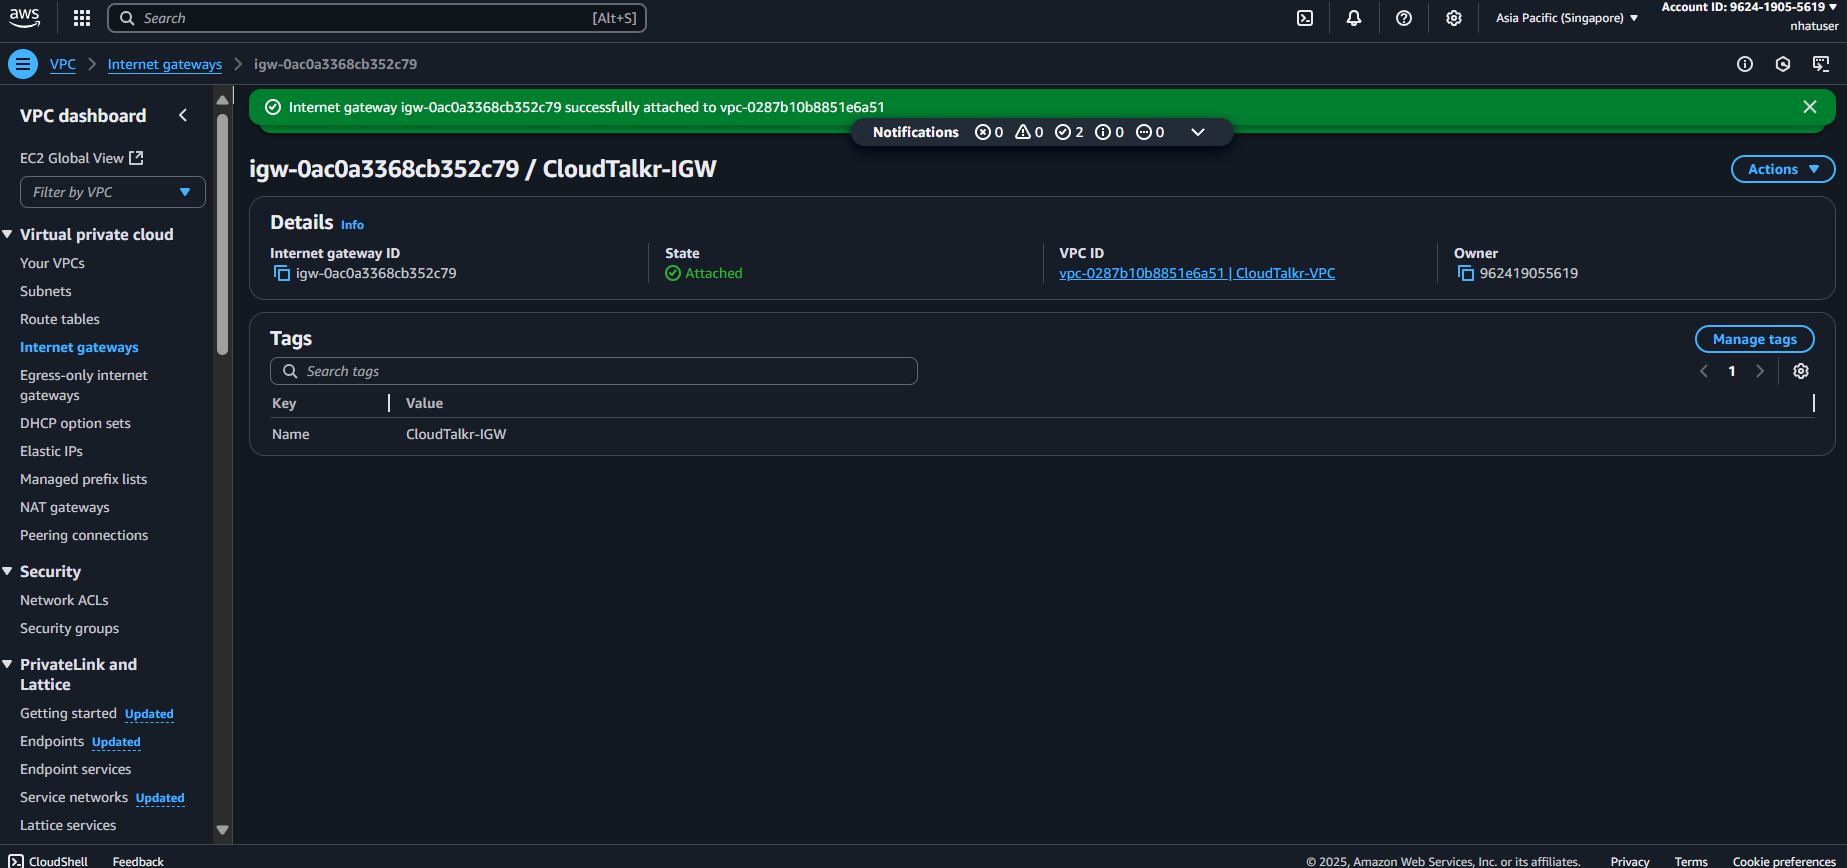 aws
Search
[Alt+S]
Asia Pacific (Singapore)
Account ID: 9624-1905-5619
nhatuser
VPC
Internet gateways
igw-0ac0a3368cb352c79
VPC dashboard
EC2 Global View
Filter by VPC
Virtual private cloud
Your VPCs
Subnets
Route tables
Internet gateways
Egress-only internet
gateways
DHCP option sets
Elastic IPs
Managed prefix lists
NAT gateways
Peering connections
Security
Network ACLs
Security groups
PrivateLink and
Lattice
Getting started Updated
Endpoints Updated
Endpoint services
Service networks Updated
Lattice services
Internet gateway igw-0ac0a3368cb352c79 successfully attached to vpc-0287b10b8851e6a51
Notifications 0 0 2 0 0
igw-0ac0a3368cb352c79 / CloudTalkr-IGW
Actions
Details Info
Internet gateway ID
igw-0ac0a3368cb352c79
State
Attached
VPC ID
vpc-0287b10b8851e6a51 | CloudTalkr-VPC
Owner
962419055619
Tags
Manage tags
Search tags
1
Key Value
Name CloudTalkr-IGW
CloudShell Feedback
© 2025, Amazon Web Services, Inc. or its affiliates. Privacy Terms Cookie preferences